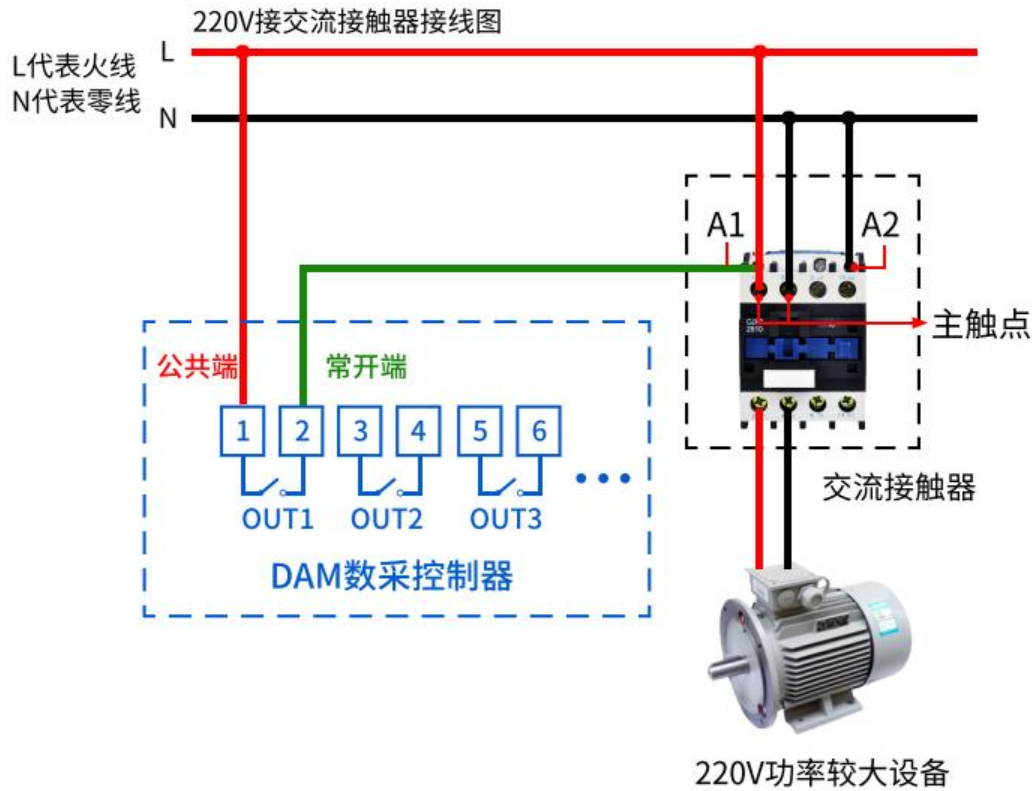 220V接交流接触器接线图
L代表火线
L
N代表零线
N
A1
A2
主触点
公共端
常开端
1
2
3
4
5
6
OUT1
OUT2
OUT3
DAM数采控制器
交流接触器
220V功率较大设备